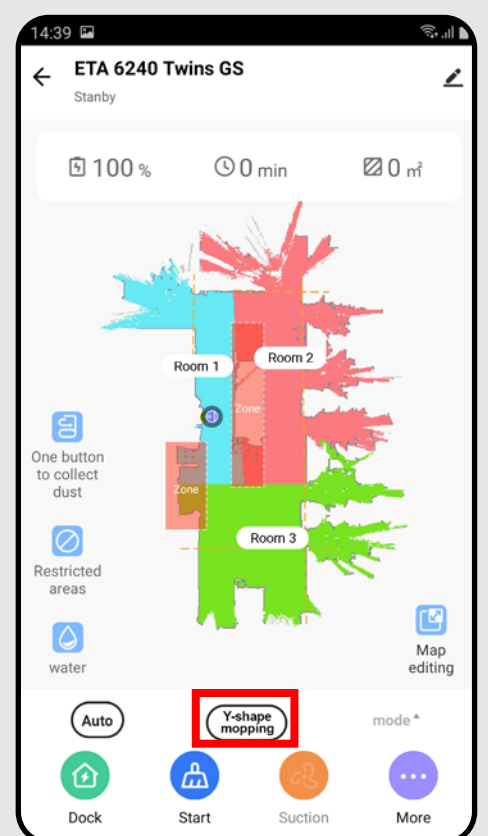 14:39
ETA 6240 Twins GS
Stanby
100 %
0 min
0 ㎡
Room 1
Room 2
Zone
One button
to collect
dust
Zone
Room 3
Restricted
areas
water
Map
editing
Auto
Y-shape
mopping
mode
Dock
Start
Suction
More